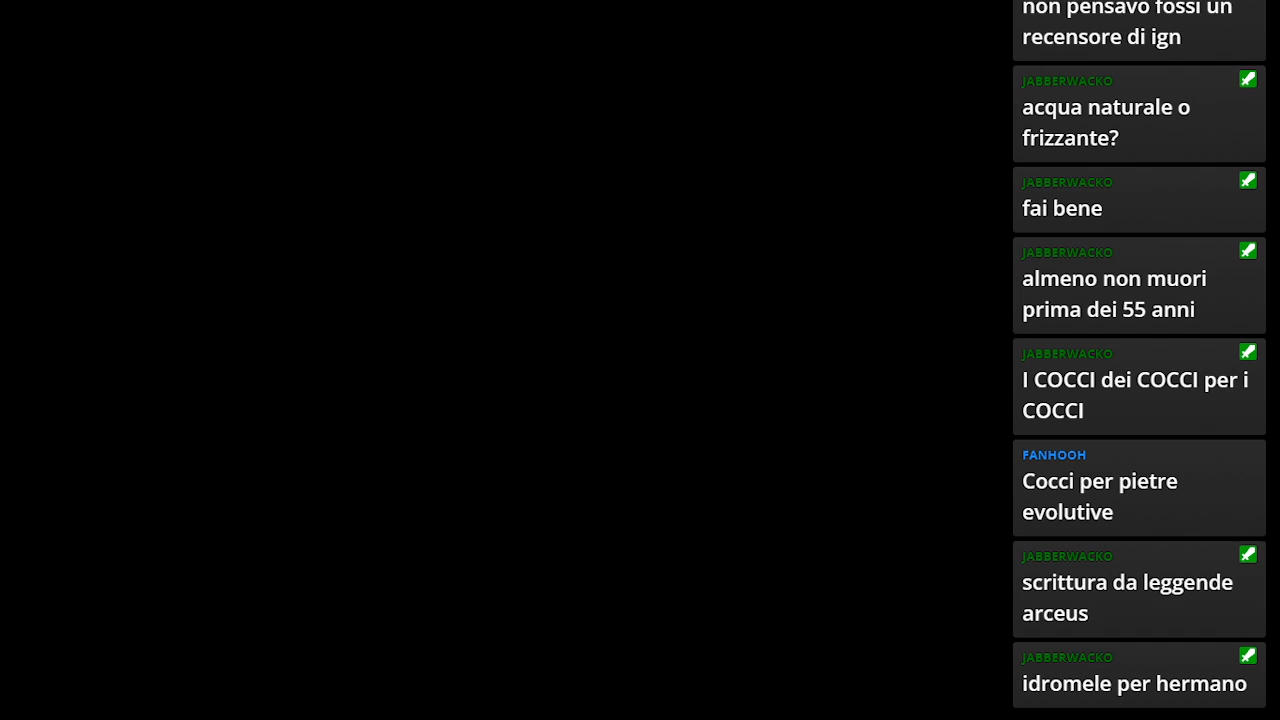 non pensavo fossi un
recensore di ign
JABBERWACKO
acqua naturale o
frizzante?
JABBERWACKO
fai bene
JABBERWACKO
almeno non muori
prima dei 55 anni
JABBERWACKO
I COCCI dei COCCI per i
COCCI
FANHOOH
Cocci per pietre
evolutive
JABBERWACKO
scrittura da leggende
arceus
JABBERWACKO
idromele per hermano